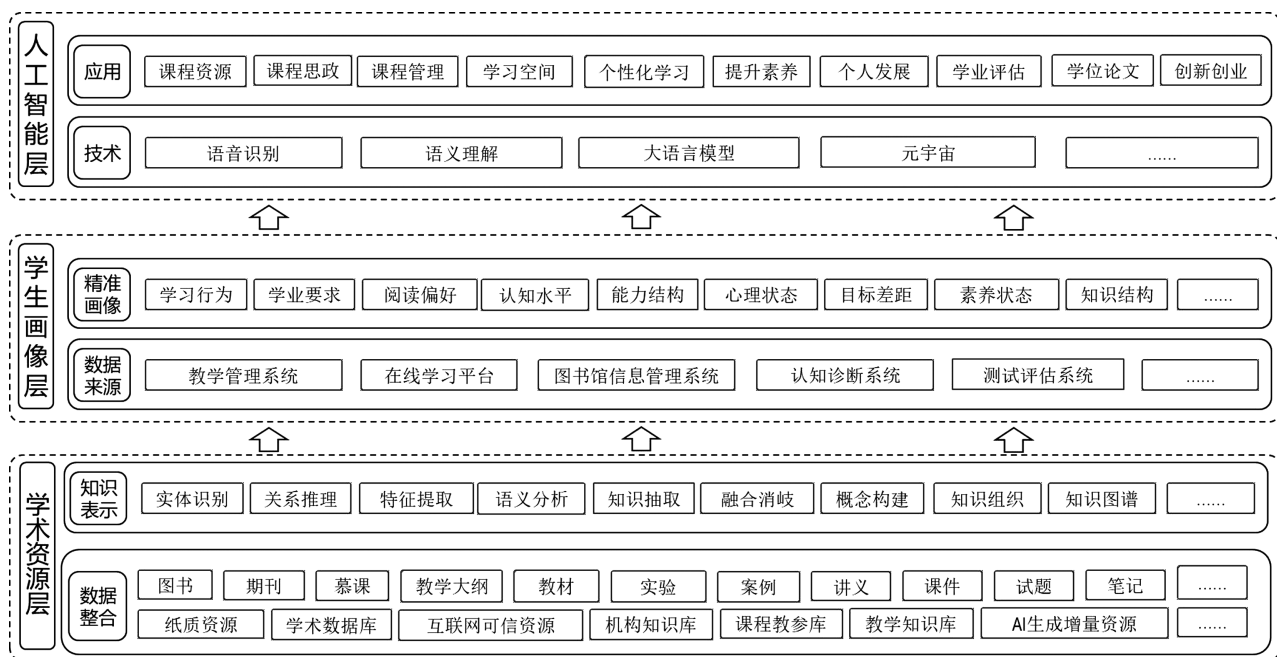 人工智能层
应用
课程资源 课程思政 课程管理 学习空间 个性化学习 提升素养 个人发展 学业评估 学位论文 创新创业
技术
语音识别 语义理解 大语言模型 元宇宙 ……
学生画像层
精准
画像
学习行为 学业要求 阅读偏好 认知水平 能力结构 心理状态 目标差距 素养状态 知识结构 ……
数据
来源
教学管理系统 在线学习平台 图书馆信息管理系统 认知诊断系统 测试评估系统 ……
学术资源层
知识
表示
实体识别 关系推理 特征提取 语义分析 知识抽取 融合消岐 概念构建 知识组织 知识图谱 ……
数据
整合
图书 期刊 慕课 教学大纲 教材 实验 案例 讲义 课件 试题 笔记 ……
纸质资源 学术数据库 互联网可信资源 机构知识库 课程教参库 教学知识库 AI生成增量资源 ……